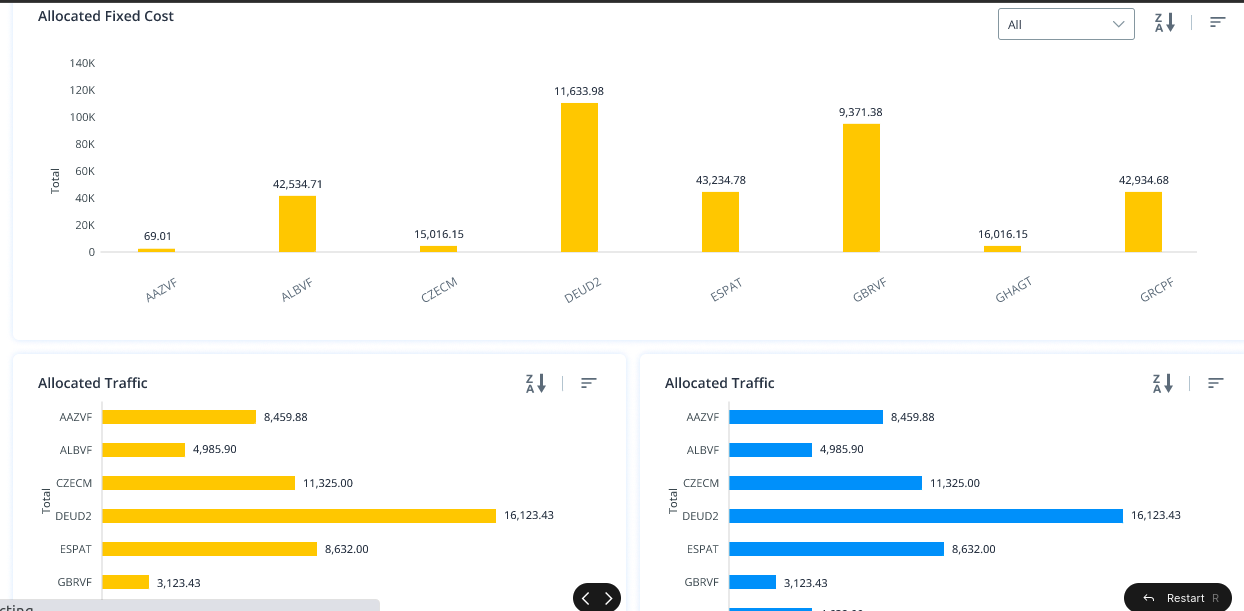 Allocated Fixed Cost
All
Z
A
140K
120K
100K
80K
60K
40K
20K
0
Total
69.01
42,534.71
15,016.15
11,633.98
43,234.78
9,371.38
16,016.15
42,934.68
AAZVF
ALBVF
CZECM
DEUD2
ESPAT
GBRVF
GHAGT
GRCPF
Allocated Traffic
Z
A
Total
AAZVF 8,459.88
ALBVF 4,985.90
CZECM 11,325.00
DEUD2 16,123.43
ESPAT 8,632.00
GBRVF 3,123.43
Allocated Traffic
Z
A
Total
AAZVF 8,459.88
ALBVF 4,985.90
CZECM 11,325.00
DEUD2 16,123.43
ESPAT 8,632.00
GBRVF 3,123.43
Restart R